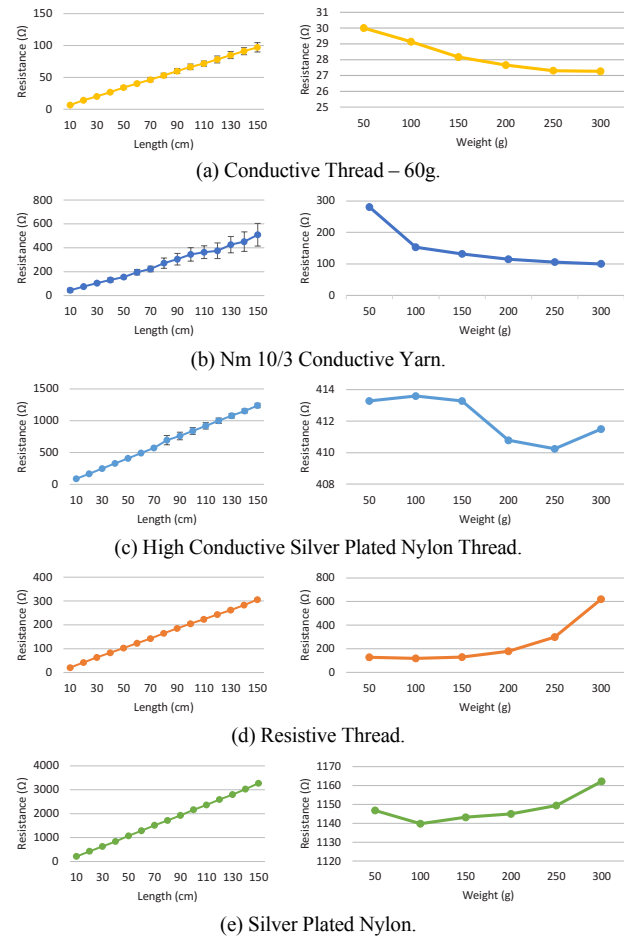 Resistance (Ω)
150
100
50
0
10 30 50 70 90 110 130 150
Length (cm)
Resistance (Ω)
31
30
29
28
27
26
25
50 100 150 200 250 300
Weight (g)
(a) Conductive Thread – 60g.
Resistance (Ω)
800
600
400
200
0
10 30 50 70 90 110 130 150
Length (cm)
Resistance (Ω)
300
200
100
0
50 100 150 200 250 300
Weight (g)
(b) Nm 10/3 Conductive Yarn.
Resistance (Ω)
1500
1000
500
0
10 30 50 70 90 110 130 150
Length (cm)
Resistance (Ω)
414
412
410
408
50 100 150 200 250 300
Weight (g)
(c) High Conductive Silver Plated Nylon Thread.
Resistance (Ω)
400
300
200
100
0
10 30 50 70 90 110 130 150
Length (cm)
Resistance (Ω)
800
600
400
200
0
50 100 150 200 250 300
Weight (g)
(d) Resistive Thread.
Resistance (Ω)
4000
3000
2000
1000
0
10 30 50 70 90 110 130 150
Length (cm)
Resistance (Ω)
1170
1160
1150
1140
1130
1120
50 100 150 200 250 300
Weight (g)
(e) Silver Plated Nylon.